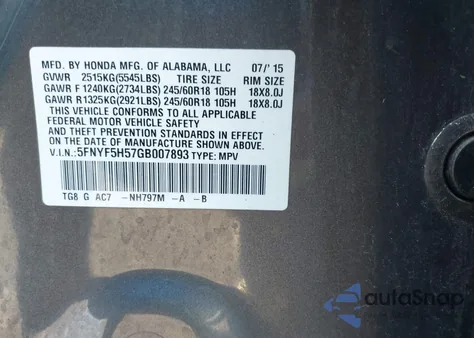 MFD. BY HONDA MFG. OF ALABAMA, LLC 07/'15
GVWR 2515KG(5545LBS) TIRE SIZE RIM SIZE
GAWR F 1240KG(2734LBS) 245/60R18 105H 18X8.0J
GAWR R1325KG(2921LBS) 245/60R18 105H 18X8.0J
THIS VEHICLE CONFORMS TO ALL APPLICABLE
FEDERAL MOTOR VEHICLE SAFETY
AND THEFT PREVENTION STANDARDS IN EFFECT
ON THE DATE OF MANUFACTURE SHOWN ABOVE.
V.I.N.: 5FNYF5H57GB007893 TYPE: MPV
TG8 G AC7 -NH797M -A -B
autoSnap